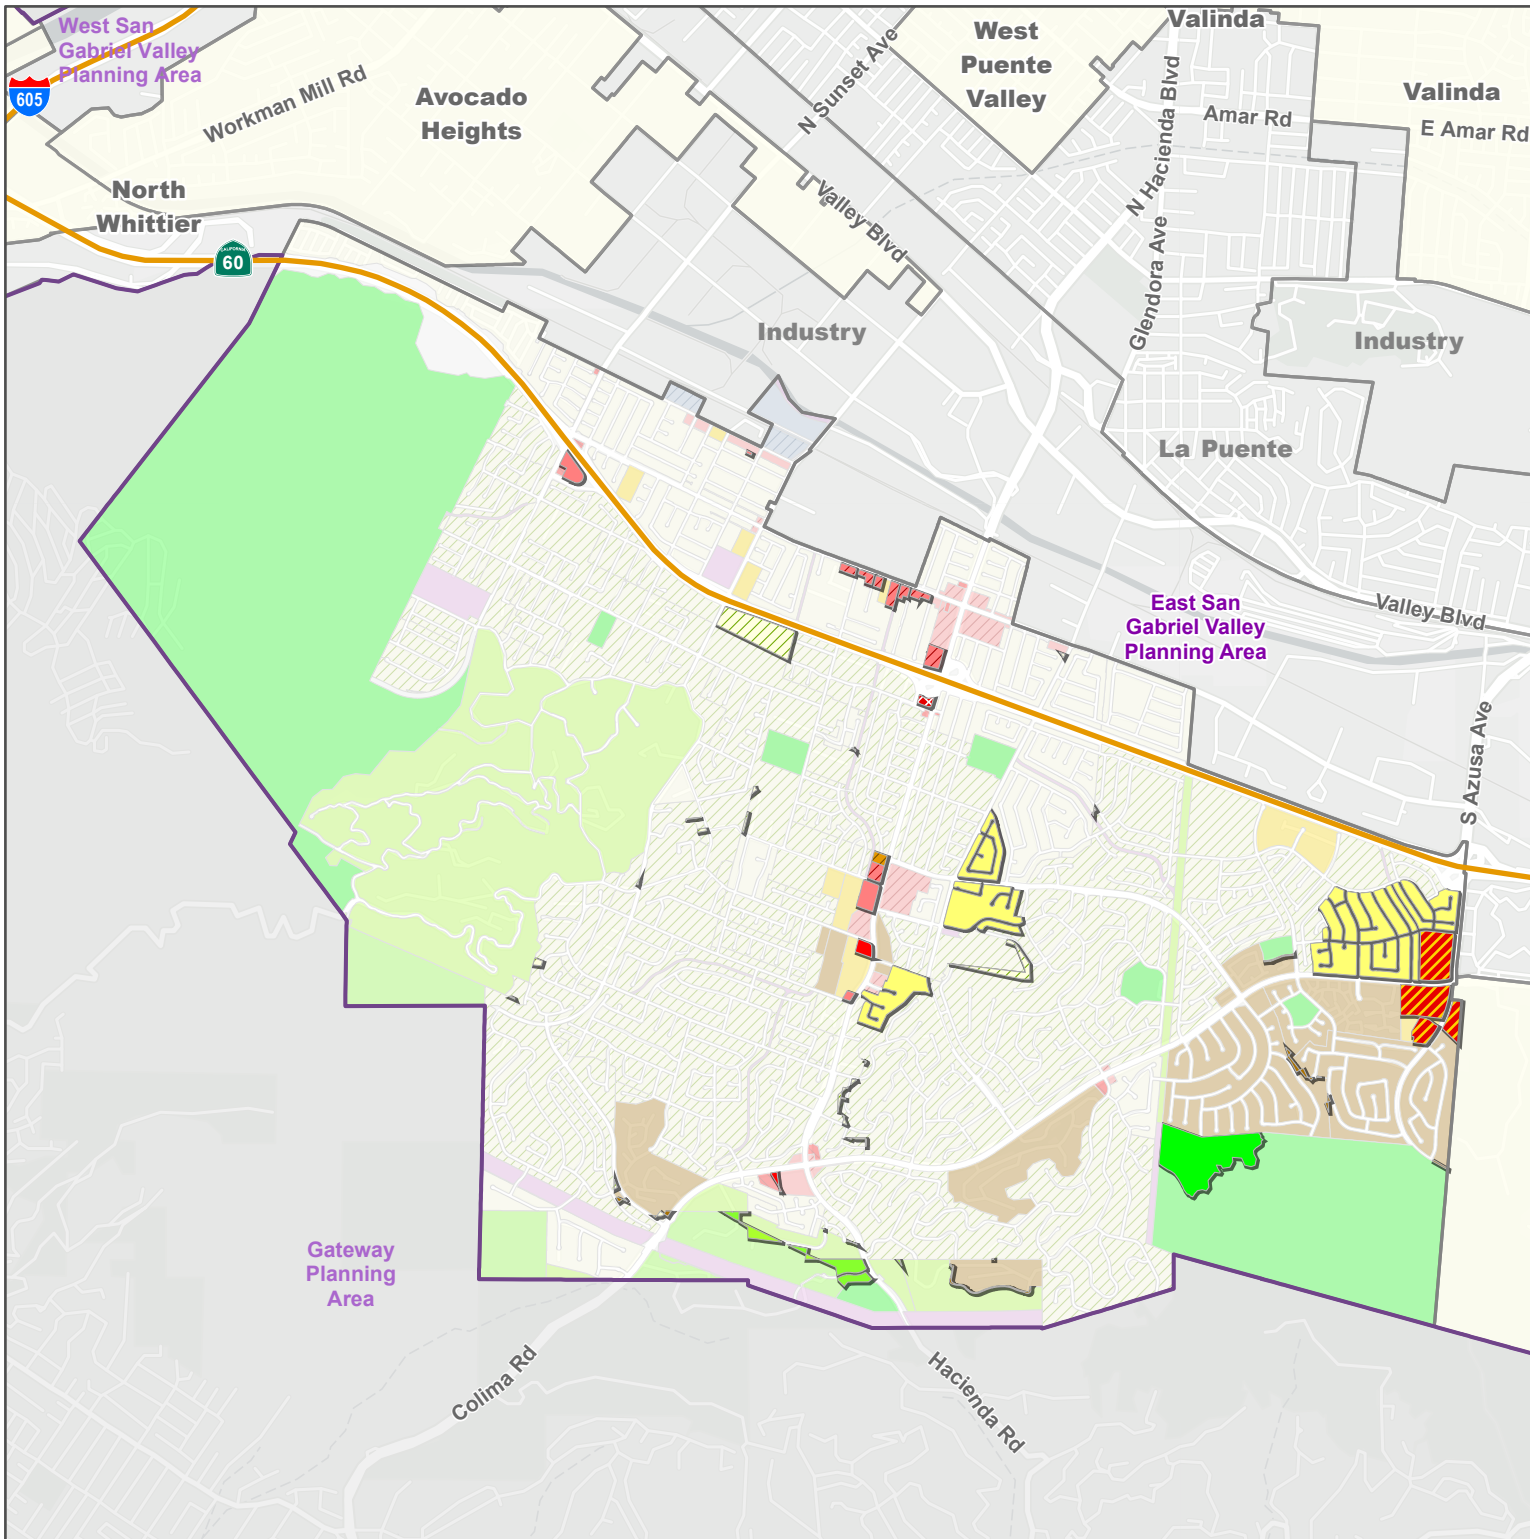 West San
Gabriel Valley
Planning Area
605
Workman Mill Rd
Avocado
Heights
N Sunset Ave
West
Puente
Valley
Valinda
N Hacienda Blvd
Amar Rd
Valinda
E Amar Rd
North
Whittier
CALIFORNIA
60
Valley Blvd
Glendora Ave
Industry
Industry
La Puente
East San
Gabriel Valley
Planning Area
Valley Blvd
S Azusa Ave
Gateway
Planning
Area
Colima Rd
Hacienda Rd